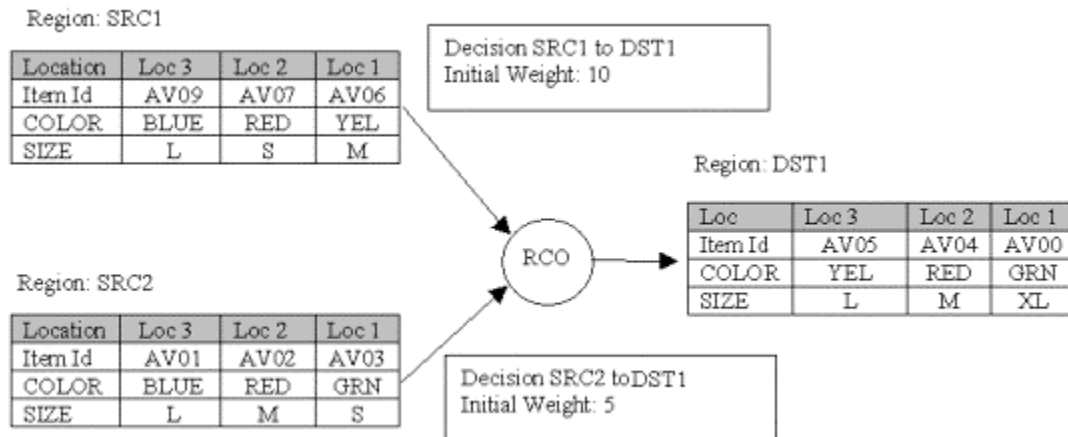 Region: SRC1
Location Loc 3 Loc 2 Loc 1
Item Id AV09 AV07 AV06
COLOR BLUE RED YEL
SIZE L S M
Decision SRC1 to DST1
Initial Weight: 10
Region: DST1
Loc Loc 3 Loc 2 Loc 1
Item Id AV05 AV04 AV00
COLOR YEL RED GRN
SIZE L M XL
RCO
Region: SRC2
Location Loc 3 Loc 2 Loc 1
Item Id AV01 AV02 AV03
COLOR BLUE RED GRN
SIZE L M S
Decision SRC2 to DST1
Initial Weight: 5